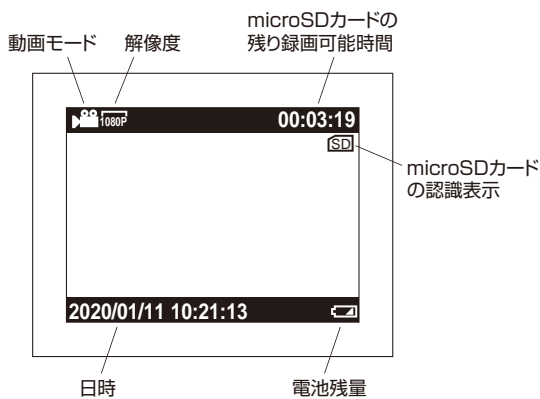 microSDカードの
動画モード 解像度 残り録画可能時間
1080P 00:03:19
SD
microSDカード
の認識表示
2020/01/11 10:21:13
日時 電池残量